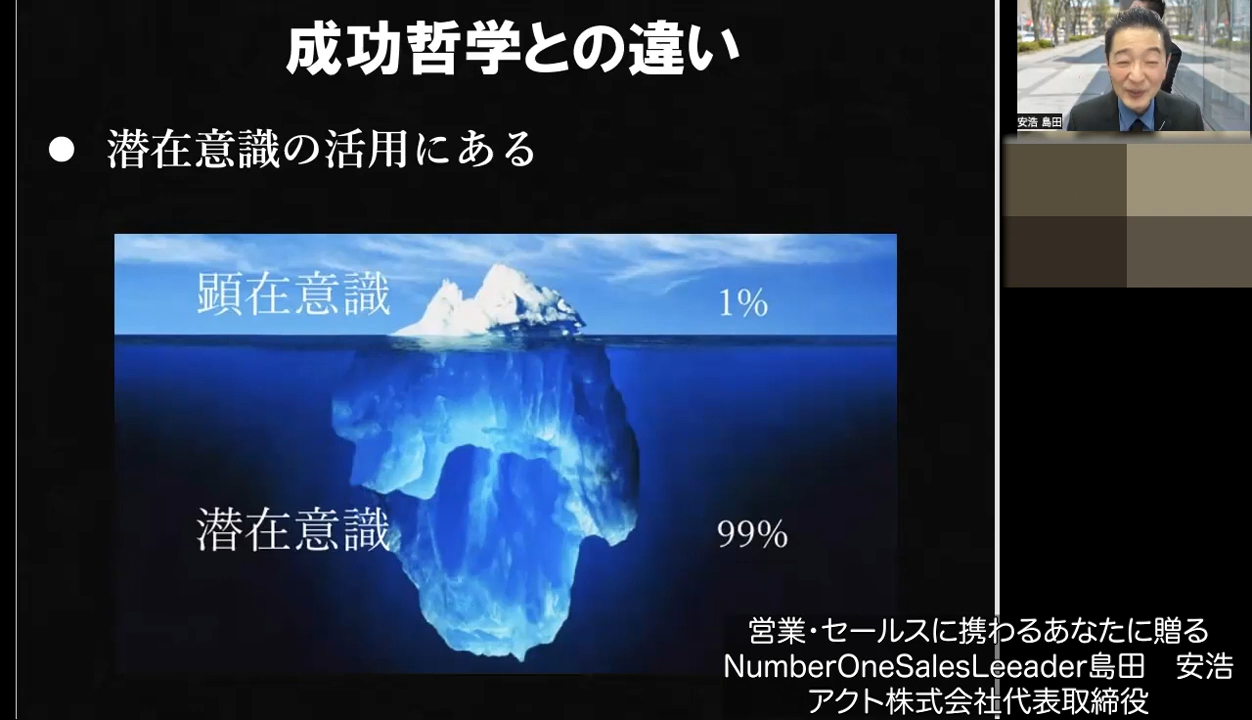 成功哲学との違い
● 潜在意識の活用にある
顕在意識 1%
潜在意識 99%
安浩 島田
営業・セールスに携わるあなたに贈る
NumberOneSalesLeeader島田　安浩
アクト株式会社代表取締役